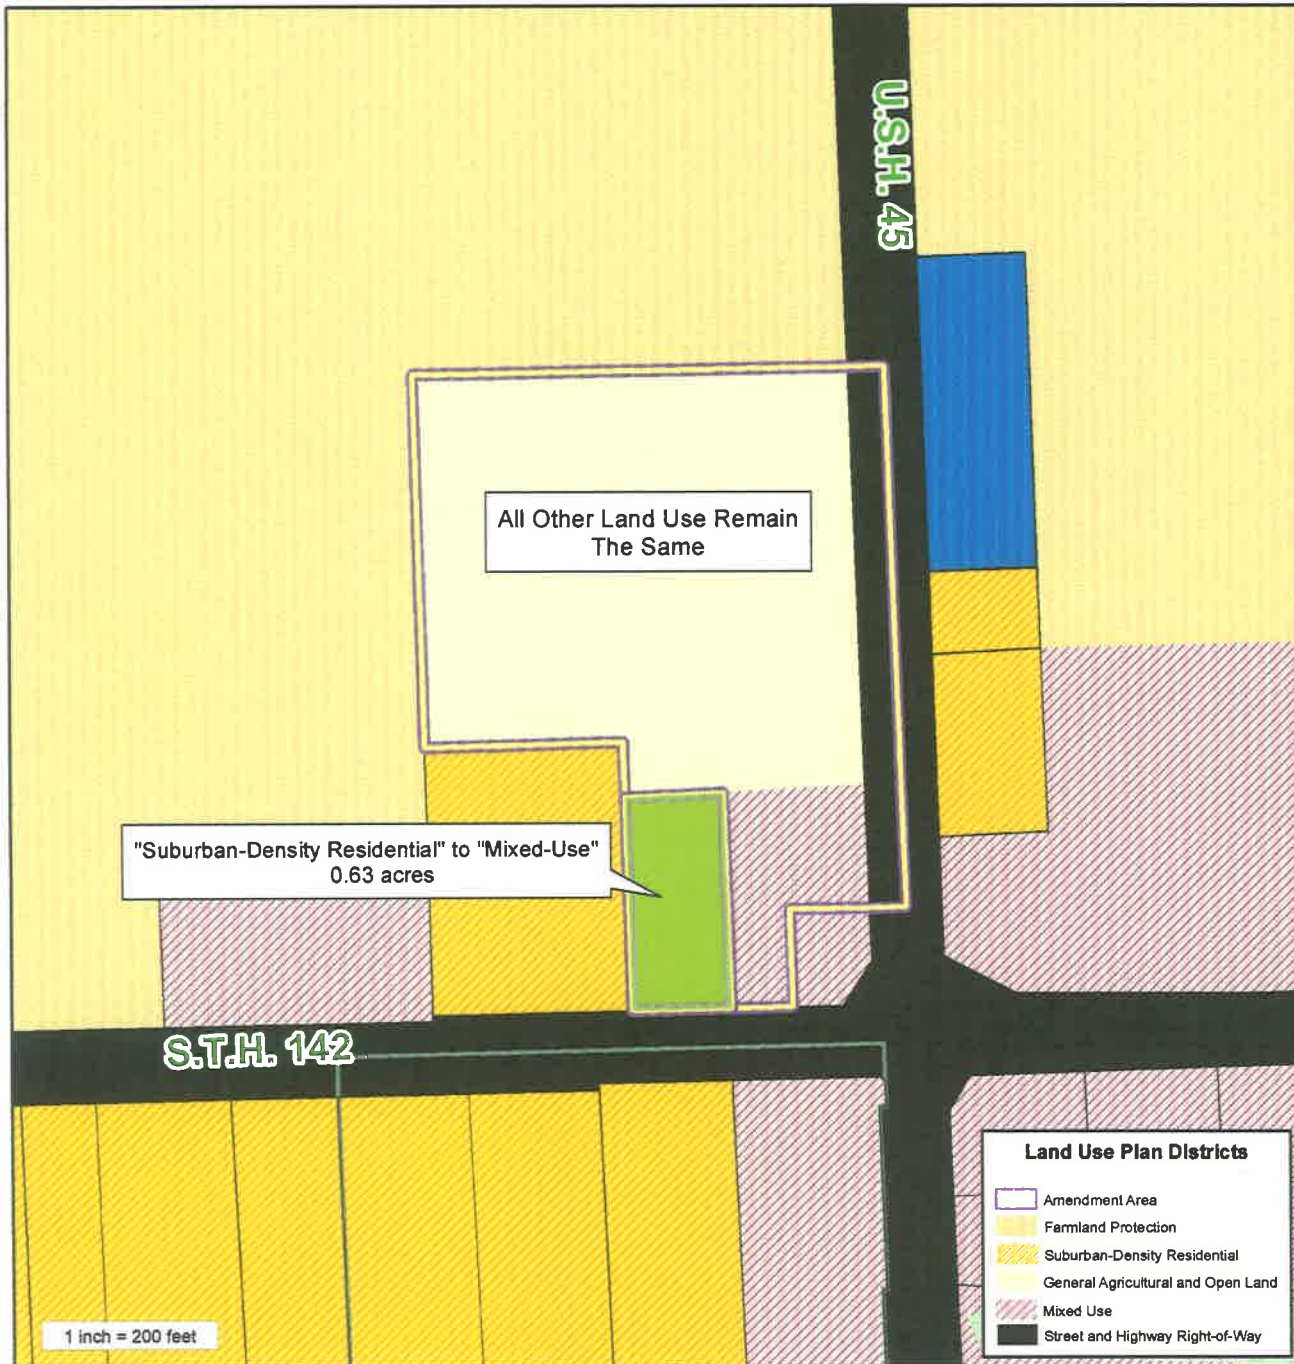 U.S.H. 45
All Other Land Use Remain
The Same
"Suburban-Density Residential" to "Mixed-Use"
0.63 acres
S.T.H. 142
Land Use Plan Districts
Amendment Area
Farmland Protection
Suburban-Density Residential
General Agricultural and Open Land
Mixed Use
Street and Highway Right-of-Way
1 inch = 200 feet